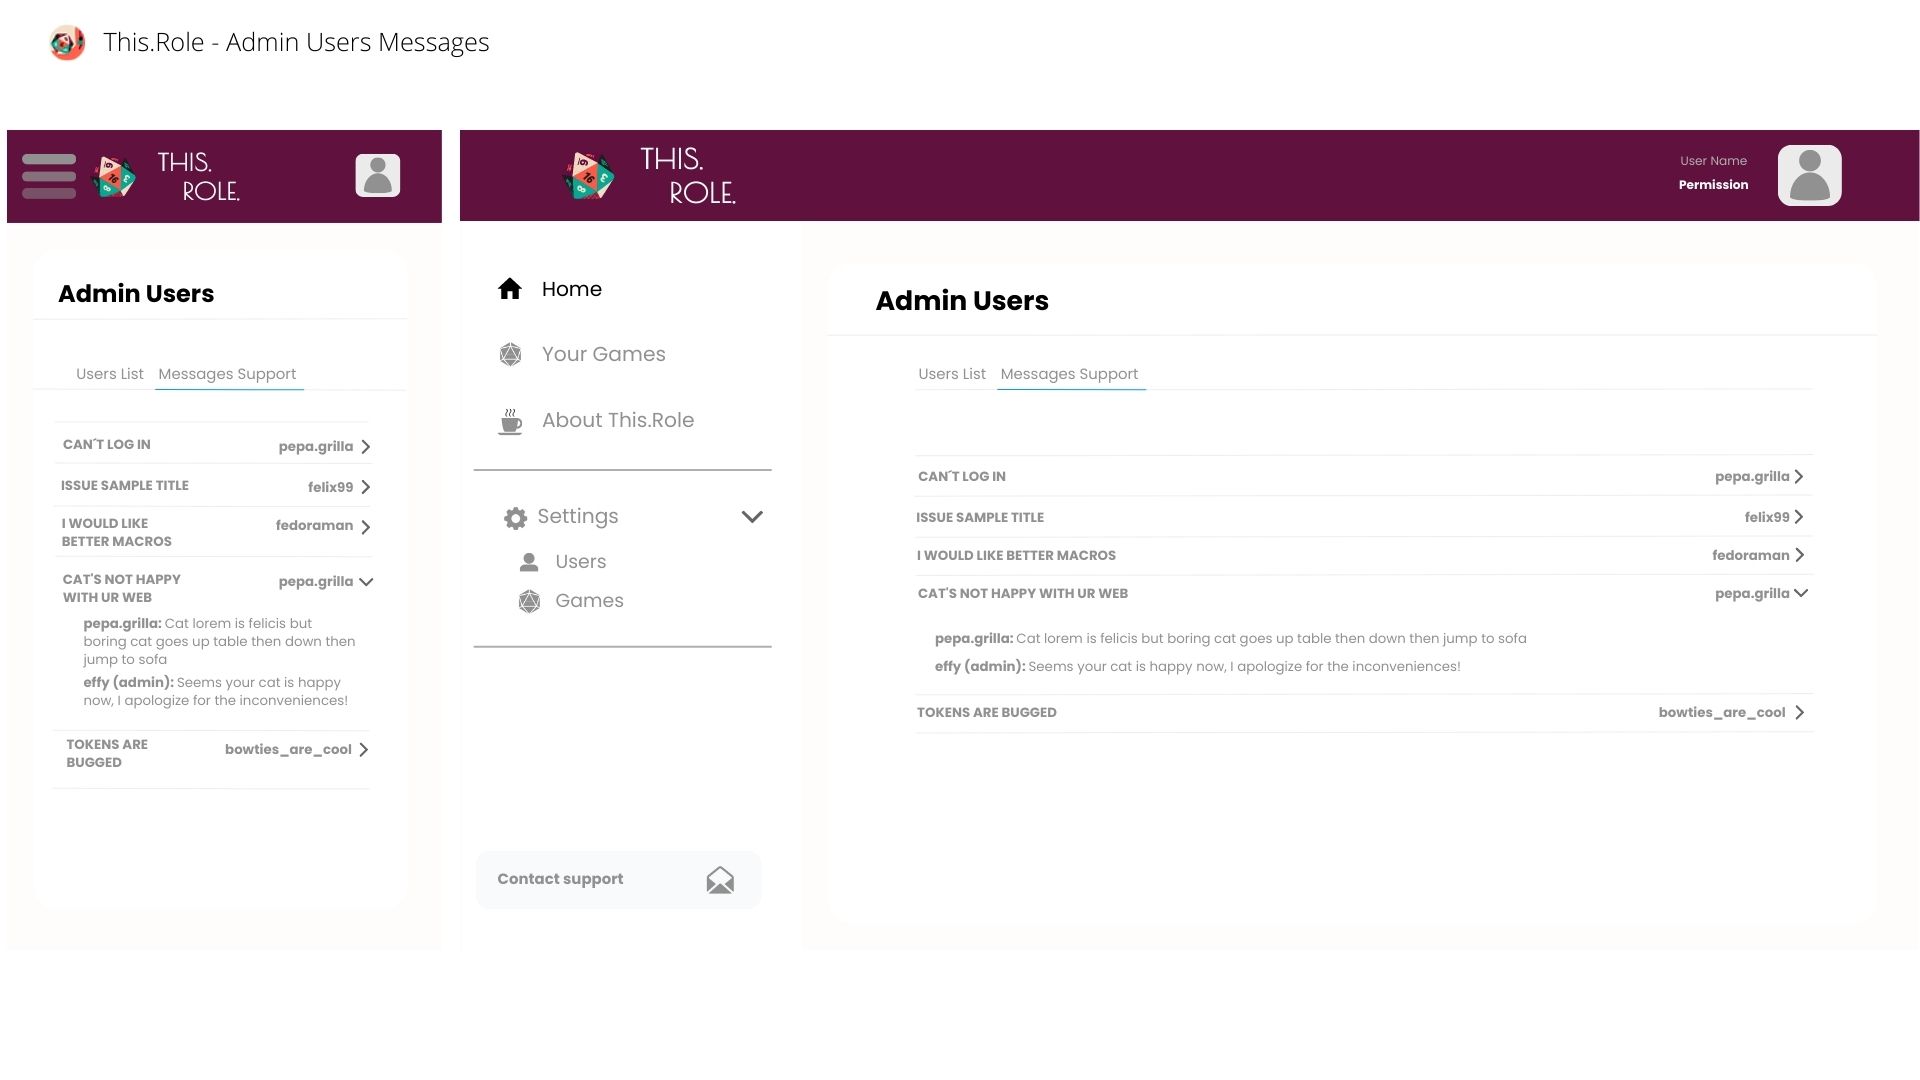 This.Role - Admin Users Messages
THIS.
ROLE.
Admin Users
Users List Messages Support
CAN´T LOG IN pepa.grilla
ISSUE SAMPLE TITLE felix99
I WOULD LIKE fedoraman
BETTER MACROS
CAT'S NOT HAPPY pepa.grilla
WITH UR WEB
pepa.grilla: Cat lorem is felicis but
boring cat goes up table then down then
jump to sofa
effy (admin): Seems your cat is happy
now, I apologize for the inconveniences!
TOKENS ARE bowties_are_cool
BUGGED
THIS.
ROLE.
User Name
Permission
Home
Your Games
About This.Role
Settings
Users
Games
Contact support
Admin Users
Users List Messages Support
CAN´T LOG IN pepa.grilla
ISSUE SAMPLE TITLE felix99
I WOULD LIKE BETTER MACROS fedoraman
CAT'S NOT HAPPY WITH UR WEB pepa.grilla
pepa.grilla: Cat lorem is felicis but boring cat goes up table then down then jump to sofa
effy (admin): Seems your cat is happy now, I apologize for the inconveniences!
TOKENS ARE BUGGED bowties_are_cool